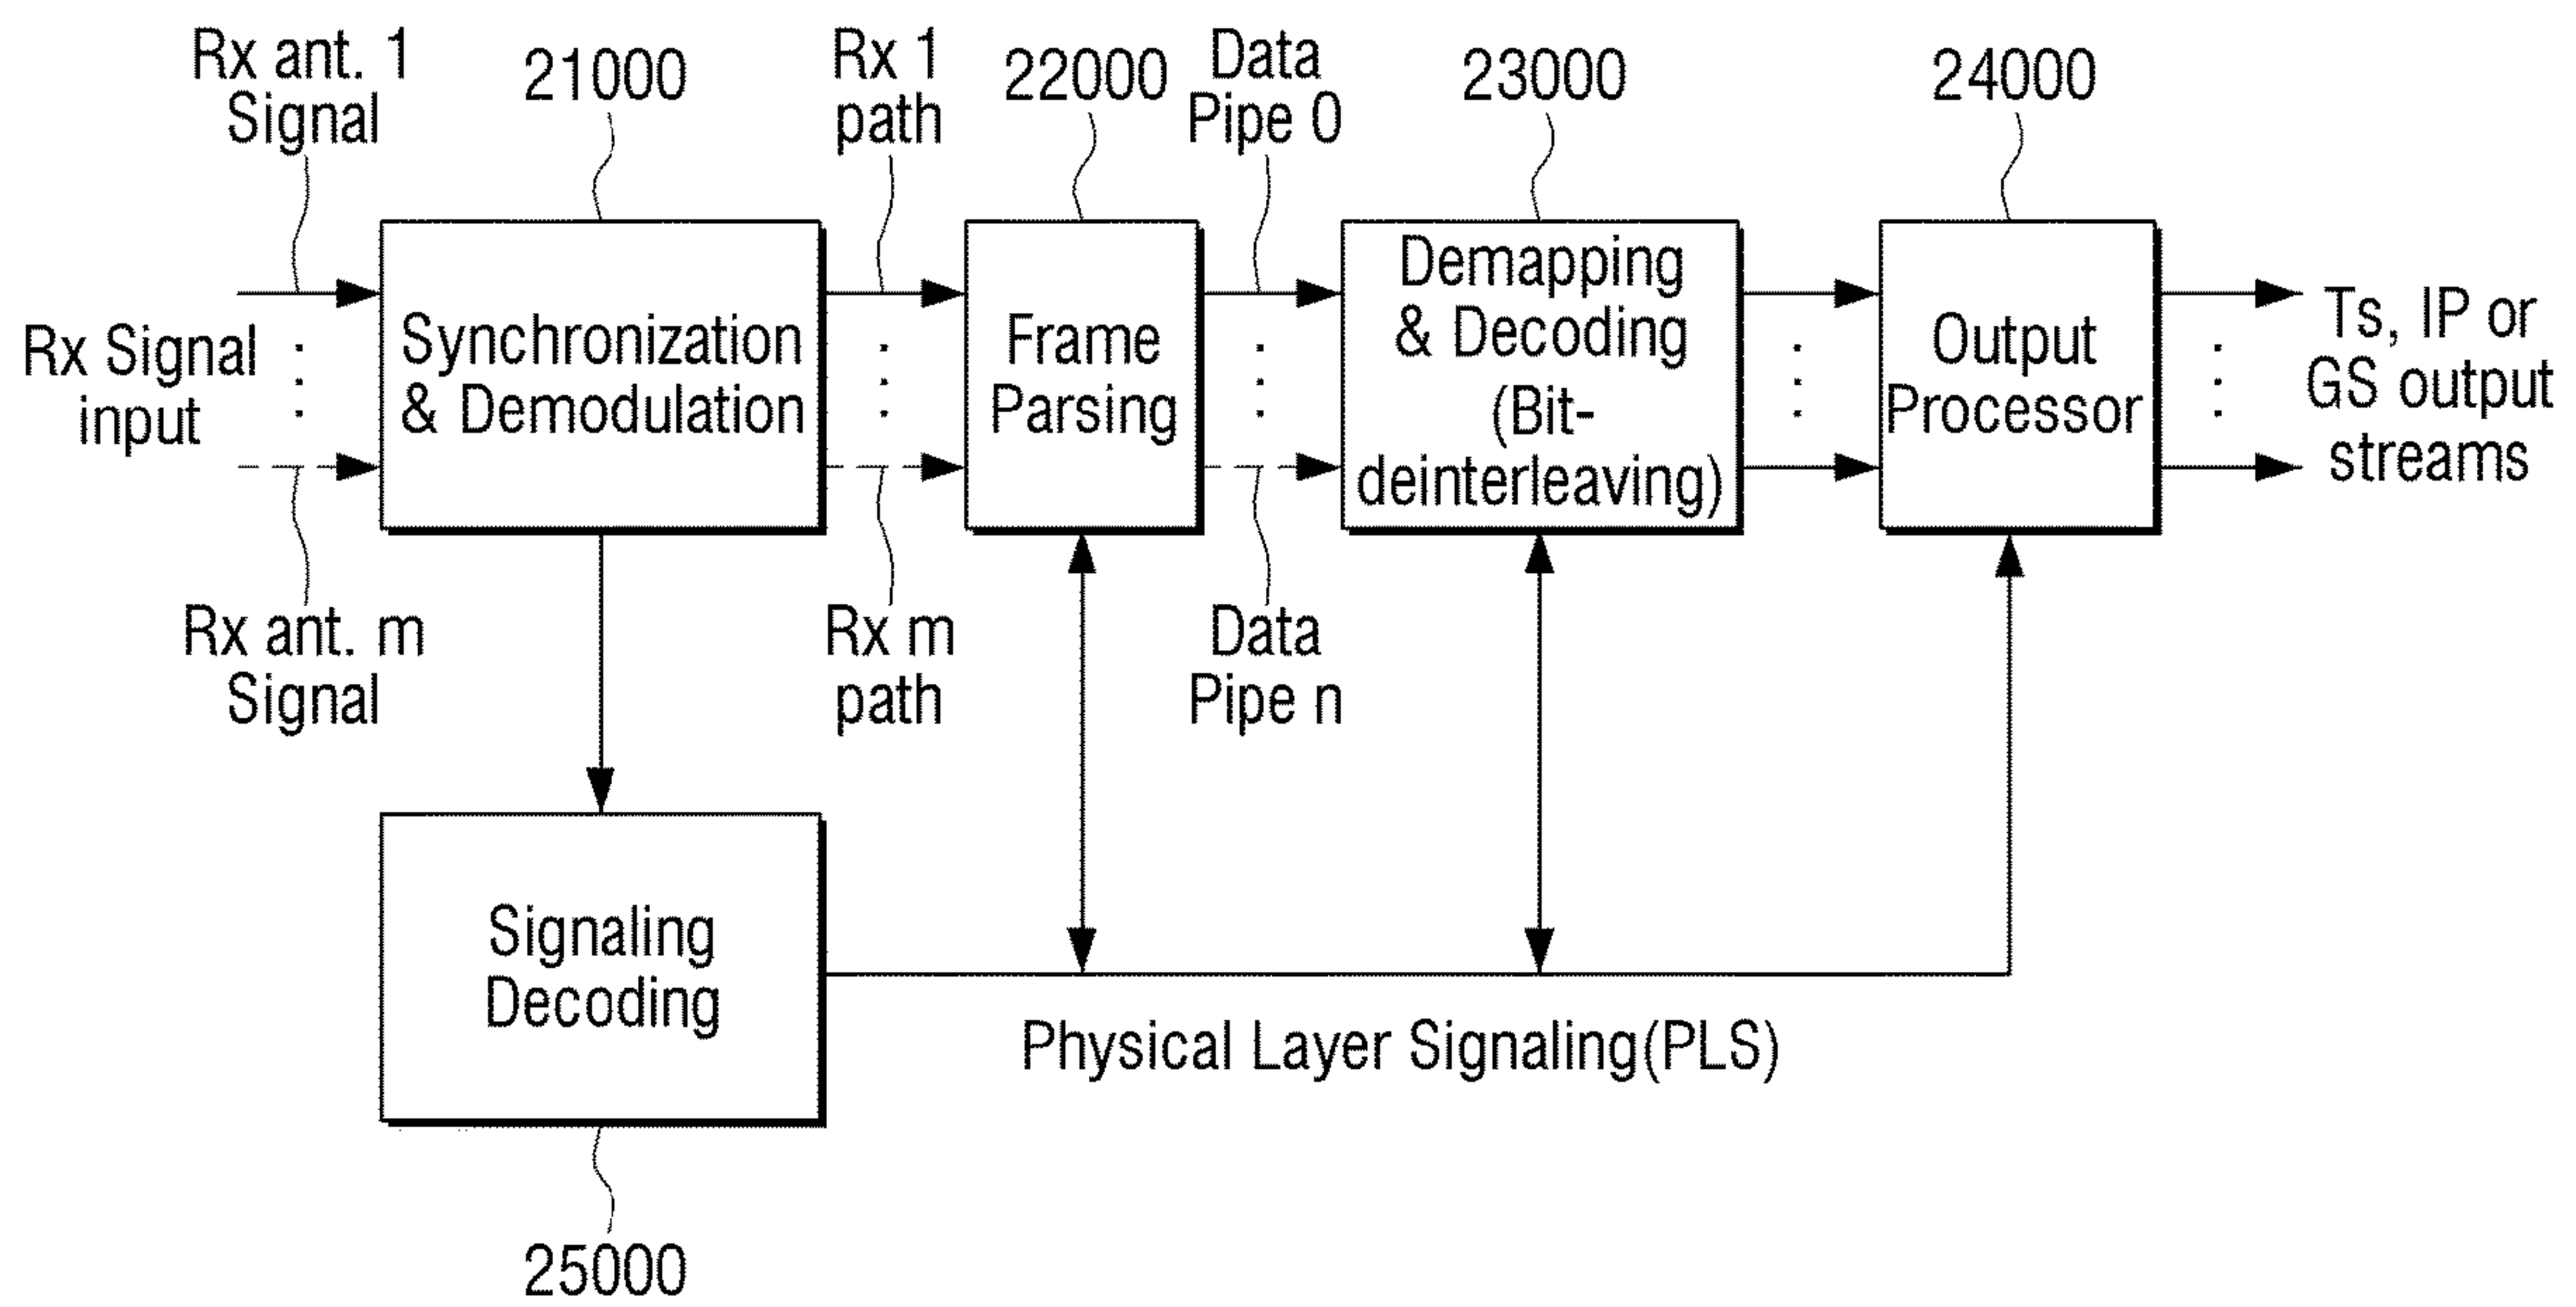 Rx ant. 1
Signal
21000
Rx 1
path
22000
Data
Pipe 0
23000
24000
Rx Signal
input
Synchronization
& Demodulation
Frame
Parsing
Demapping
& Decoding
(Bit-
deinterleaving)
Output
Processor
Ts, IP or
GS output
streams
Rx ant. m
Signal
Rx m
path
Data
Pipe n
Signaling
Decoding
Physical Layer Signaling(PLS)
25000